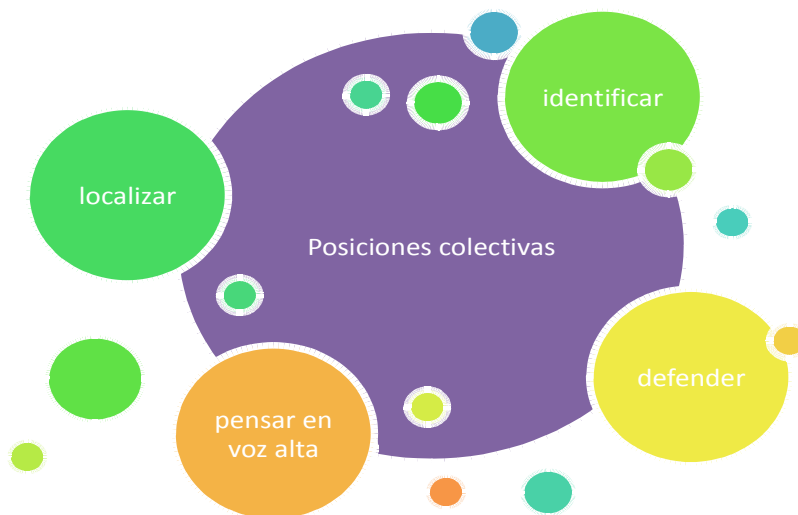 identificar
localizar
Posiciones colectivas
defender
pensar en
voz alta